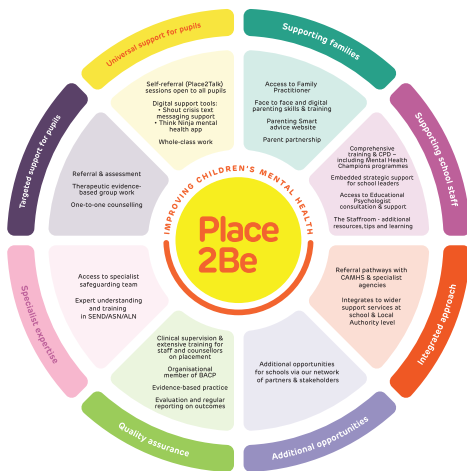 Universal support for pupils
Self-referral (Place2Talk)
sessions open to all pupils
Digital support tools:
• Shout crisis text
messaging support
• Think Ninja mental
health app
Whole-class work
Supporting families
Access to Family
Practitioner
Face to face and digital
parenting skills & training
Parenting Smart
advice website
Parent partnership
Supporting school staff
Comprehensive
training & CPD –
including Mental Health
Champions programmes
Embedded strategic support
for school leaders
Access to Educational
Psychologist
consultation & support
The Staffroom - additional
resources,tips and learning
Integrated approach
Referral pathways with
CAMHS & specialist
agencies
Integrates to wider
support services at
school & Local
Authority level
Additional opportunities
Additional opportunities
for schools via our network
of partners & stakeholders
Quality assurance
Clinical supervision &
extensive training for
staff and counsellors
on placement
Organisational
member of BACP
Evidence-based practice
Evaluation and regular
reporting on outcomes
Specialist expertise
Access to specialist
safeguarding team
Expert understanding
and training
in SEND/ASN/ALN
Targeted support for pupils
Referral & assessment
Therapeutic evidence-
based group work
One-to-one counselling
IMPROVING CHILDREN'S MENTAL HEALTH
Place
2Be